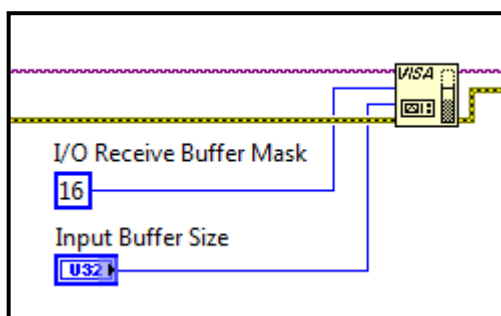 VISA
I/O Receive Buffer Mask
16
Input Buffer Size
U32